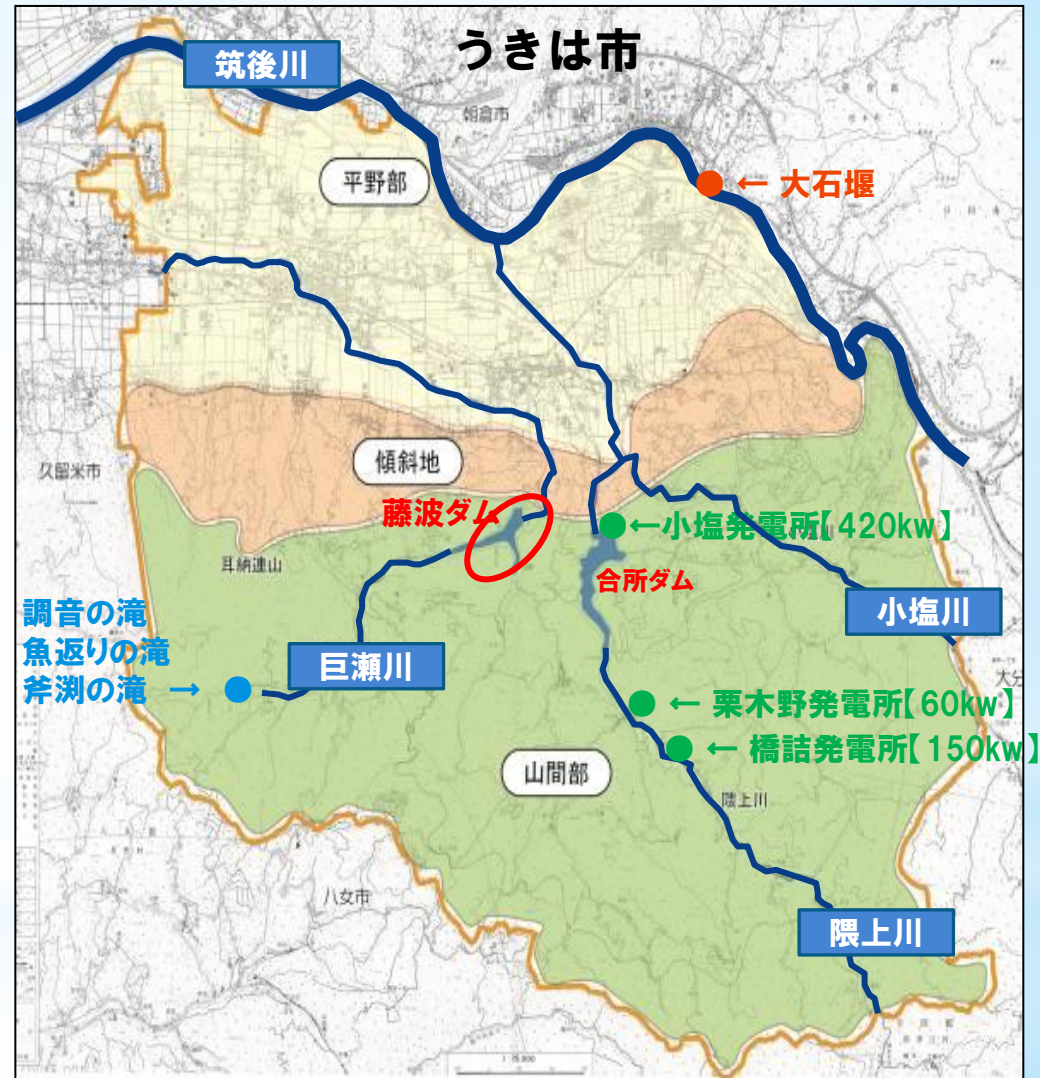 うきは市
筑後川
朝倉市
平野部
← 大石堰
傾斜地
久留米市
藤波ダム
←小塩発電所【420kw】
耳納連山
合所ダム
調音の滝
魚返りの滝
斧渕の滝 →
小塩川
巨瀬川
← 栗木野発電所【60kw】
← 橋詰発電所【150kw】
山間部
隈上川
八女市
隈上川